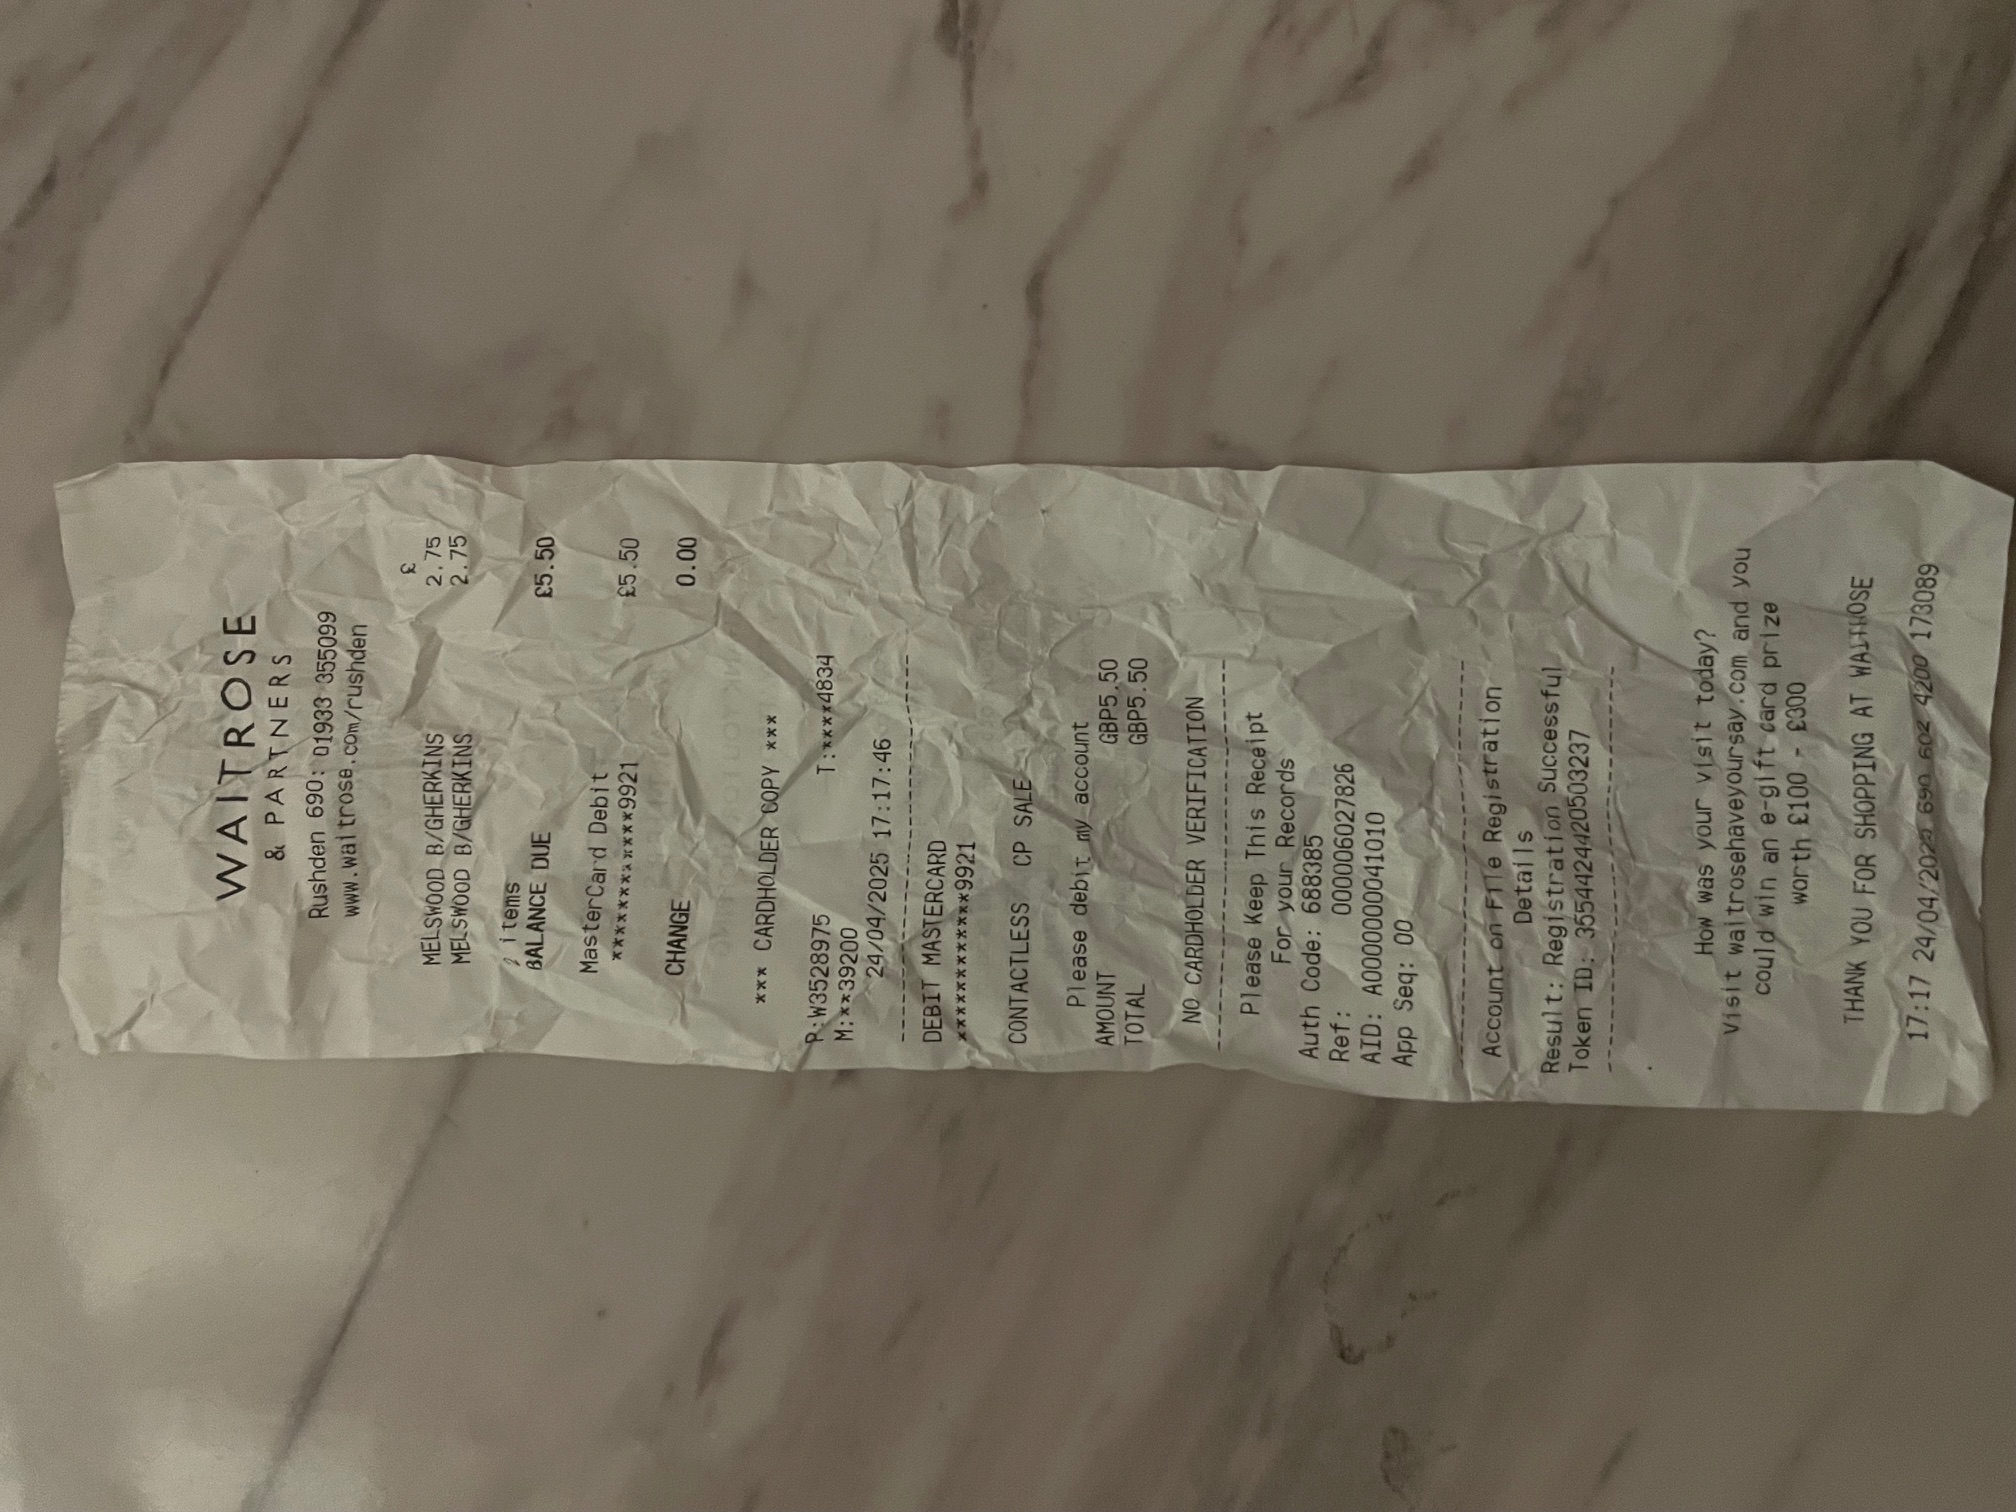 WAITROSE
& PARTNERS
Rushden 690: 01933 355099
www.waitrose.com/rushden
£
MELSWOOD B/GHERKINS 2.75
MELSWOOD B/GHERKINS 2.75
items
BALANCE DUE £5.50
MasterCard Debit
************9921 £5.50
CHANGE 0.00
*** CARDHOLDER COPY ***
P:W3528975 T:****4834
M:**39200
24/04/2025 17:17:46
------------------------------
DEBIT MASTERCARD
************9921
CONTACTLESS CP SALE
Please debit my account
AMOUNT GBP5.50
TOTAL GBP5.50
NO CARDHOLDER VERIFICATION
------------------------------
Please Keep This Receipt
For your Records
Auth Code: 688385
Ref: 000006027826
AID: A0000000041010
App Seq: 00
------------------------------
Account on File Registration
Details
Result: Registration Successful
Token ID: 3554424420503237
------------------------------
How was your visit today?
Visit waitrosehaveyoursay.com and you
could win an e-gift card prize
worth £100 - £300
THANK YOU FOR SHOPPING AT WAITROSE
17:17 24/04/2025 690 602 4200 173089